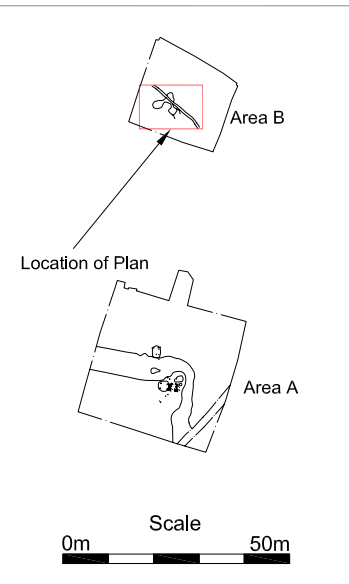 Area B
Location of Plan
Area A
Scale
0m 50m